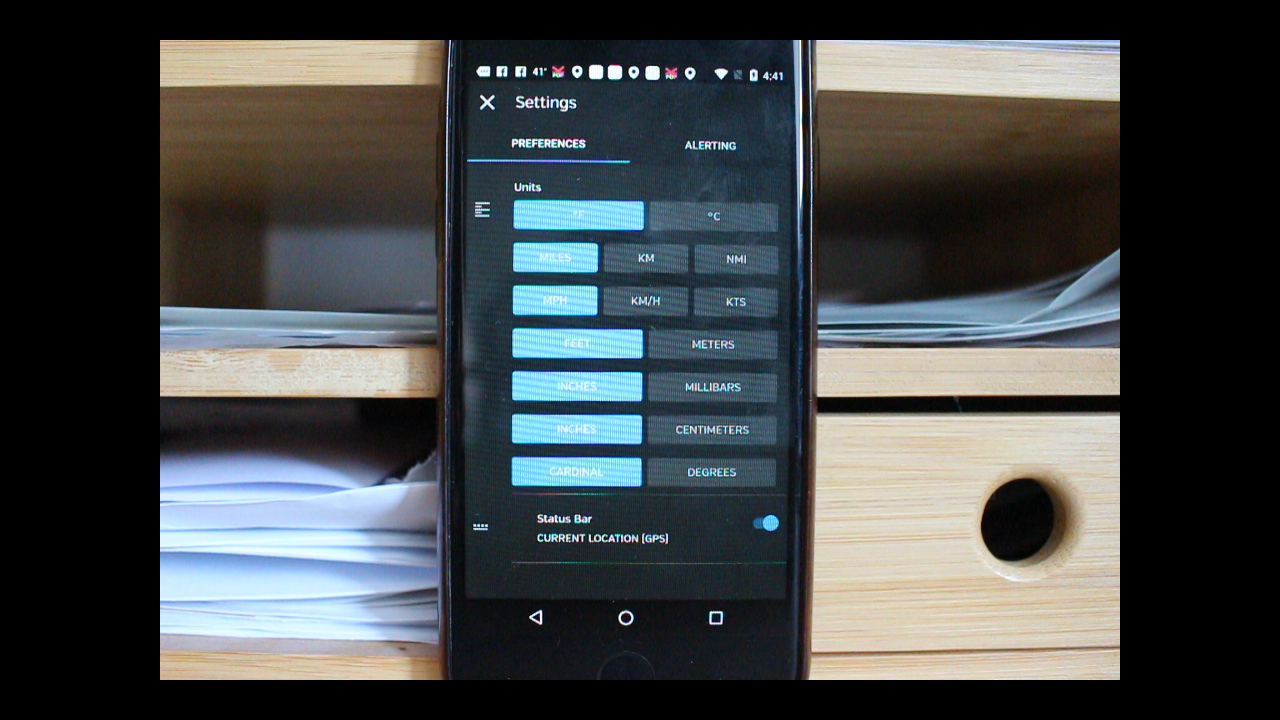 41° 4:41
Settings
PREFERENCES ALERTING
Units
°F °C
MILES KM NMI
MPH KM/H KTS
FEET METERS
INCHES MILLIBARS
INCHES CENTIMETERS
CARDINAL DEGREES
Status Bar
CURRENT LOCATION (GPS)